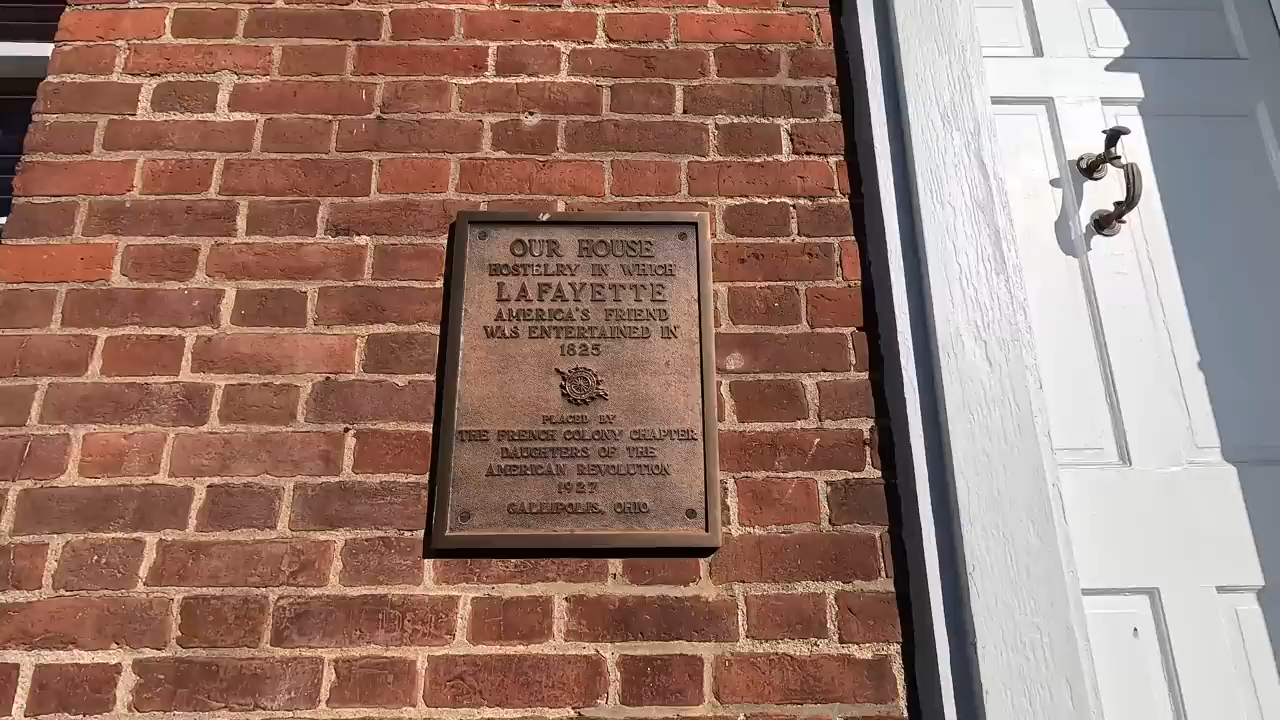 OUR HOUSE
HOSTELRY IN WHICH
LAFAYETTE
AMERICA'S FRIEND
WAS ENTERTAINED IN
1825
PLACED BY
THE FRENCH COLONY CHAPTER
DAUGHTERS OF THE
AMERICAN REVOLUTION
1927
GALLIPOLIS, OHIO